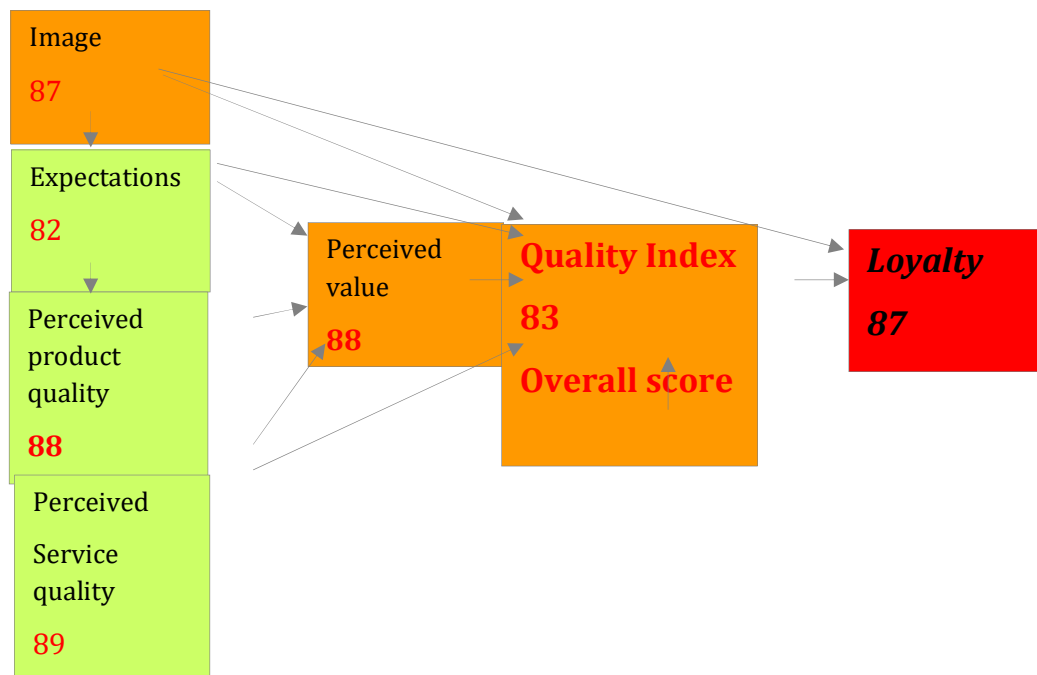 Image
87
Expectations
82
Perceived
product
quality
88
Perceived
Service
quality
89
Perceived
value
88
Quality Index
83
Overall score
Loyalty
87